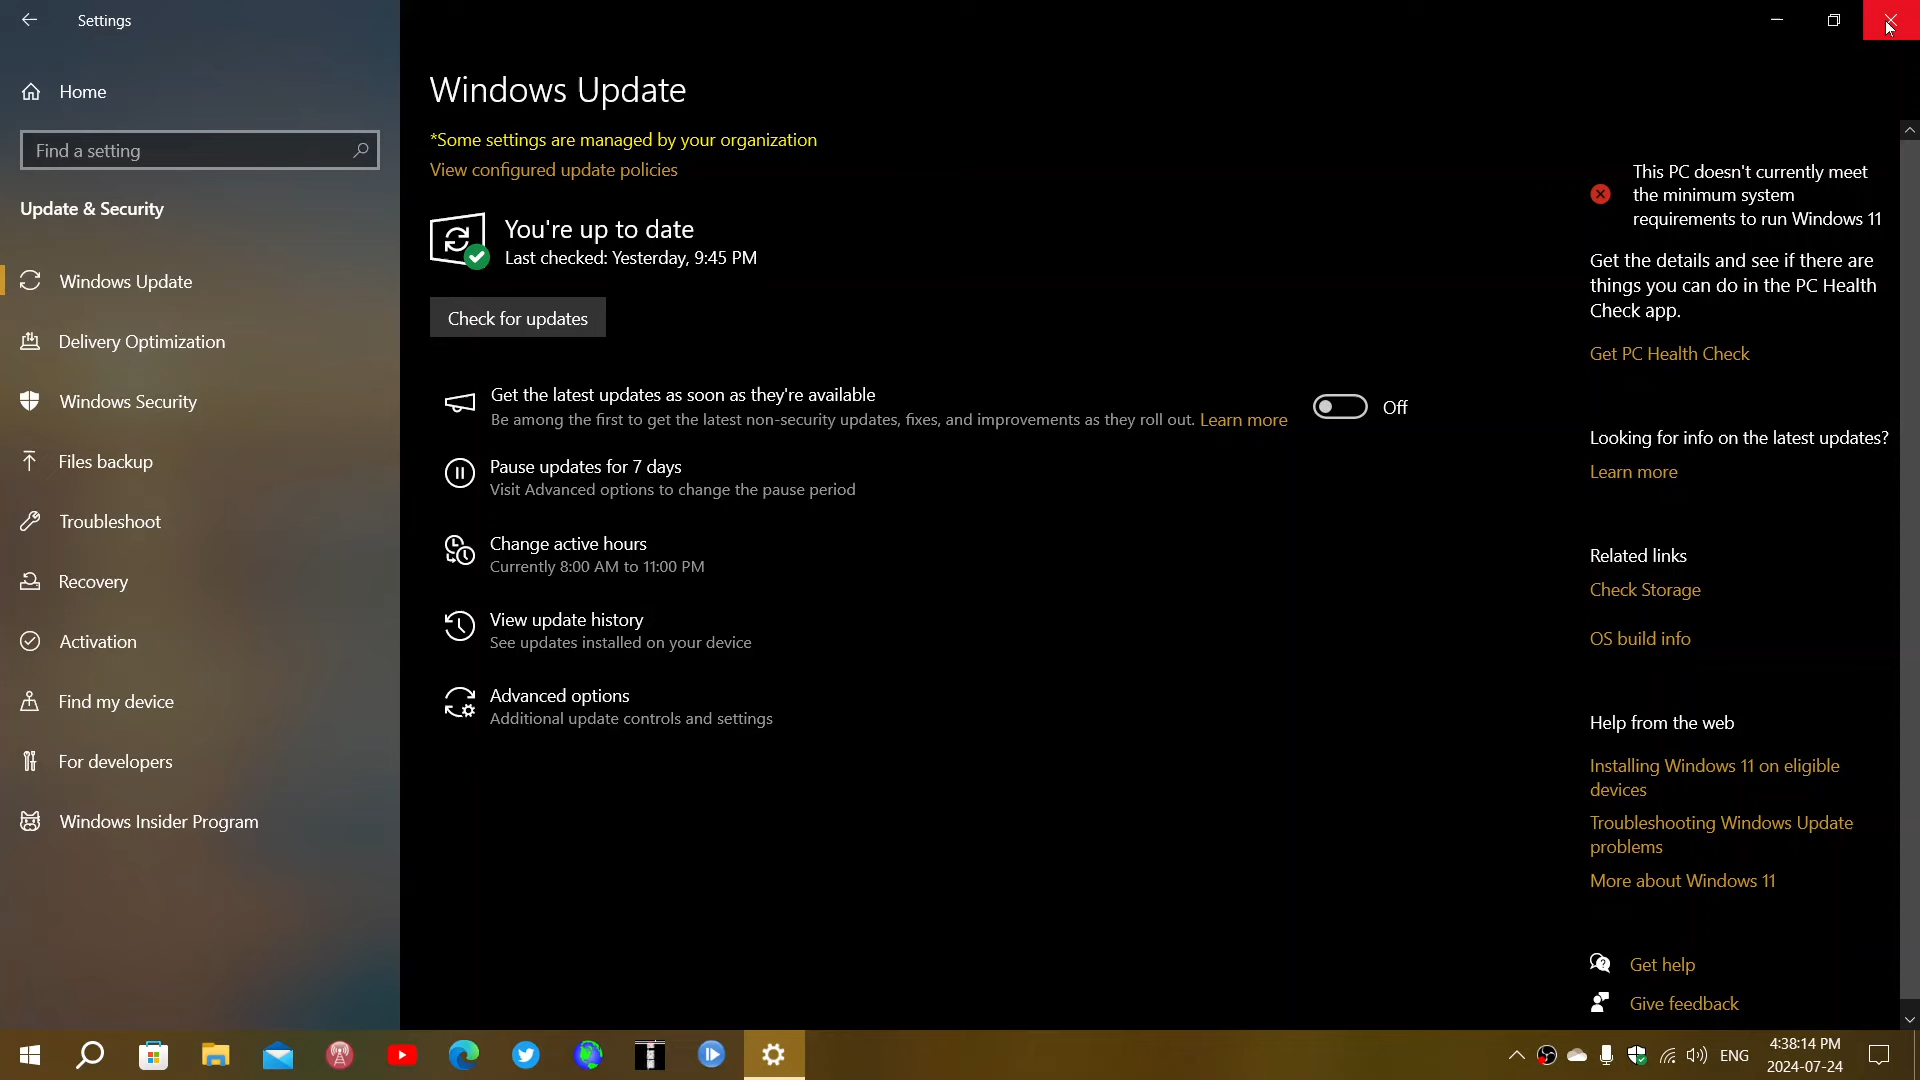 Settings
Home
Find a setting
Update & Security
Windows Update
Delivery Optimization
Windows Security
Files backup
Troubleshoot
Recovery
Activation
Find my device
For developers
Windows Insider Program
Windows Update
*Some settings are managed by your organization
View configured update policies
You're up to date
Last checked: Yesterday, 9:45 PM
Check for updates
Get the latest updates as soon as they're available
Be among the first to get the latest non-security updates, fixes, and improvements as they roll out. Learn more
Off
Pause updates for 7 days
Visit Advanced options to change the pause period
Change active hours
Currently 8:00 AM to 11:00 PM
View update history
See updates installed on your device
Advanced options
Additional update controls and settings
This PC doesn't currently meet
the minimum system
requirements to run Windows 11
Get the details and see if there are
things you can do in the PC Health
Check app.
Get PC Health Check
Looking for info on the latest updates?
Learn more
Related links
Check Storage
OS build info
Help from the web
Installing Windows 11 on eligible
devices
Troubleshooting Windows Update
problems
More about Windows 11
Get help
Give feedback
ENG
4:38:14 PM
2024-07-24